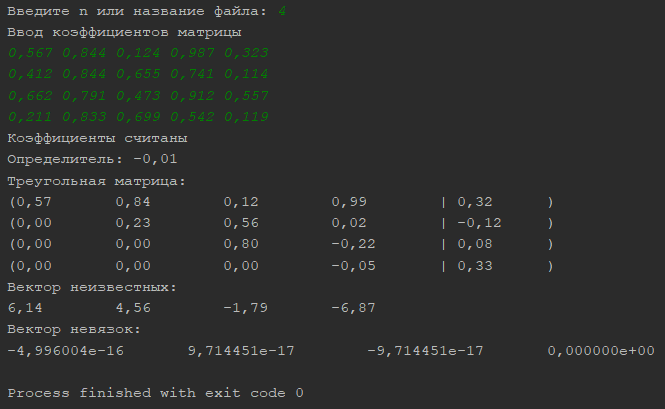 Введите n или название файла: 4
Ввод коэффициентов матрицы
0,567 0,844 0,124 0,987 0,323
0,412 0,844 0,655 0,741 0,114
0,662 0,791 0,473 0,912 0,557
0,211 0,833 0,699 0,542 0,119
Коэффициенты считаны
Определитель: -0,01
Треугольная матрица:
(0,57 0,84 0,12 0,99 | 0,32 )
(0,00 0,23 0,56 0,02 | -0,12 )
(0,00 0,00 0,80 -0,22 | 0,08 )
(0,00 0,00 0,00 -0,05 | 0,33 )
Вектор неизвестных:
6,14 4,56 -1,79 -6,87
Вектор невязок:
-4,996004e-16 9,714451e-17 -9,714451e-17 0,000000e+00
Process finished with exit code 0